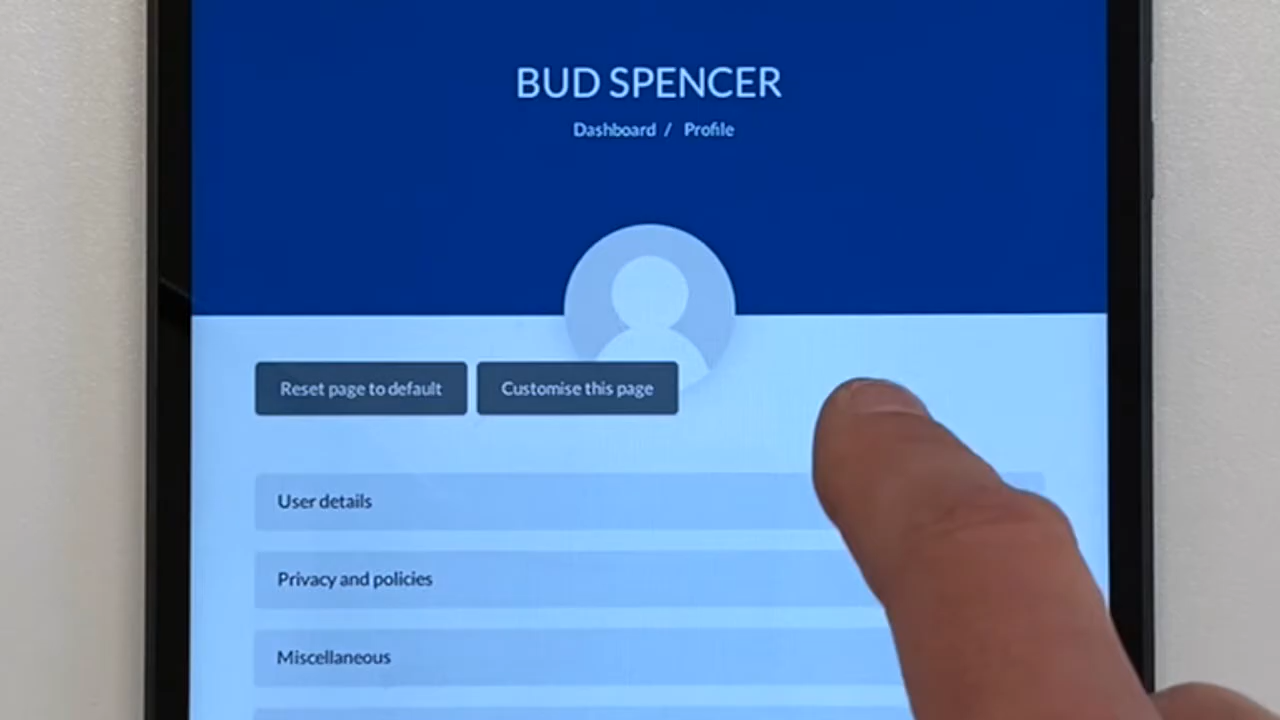 BUD SPENCER
Dashboard / Profile
Reset page to default Customise this page
User details
Privacy and policies
Miscellaneous